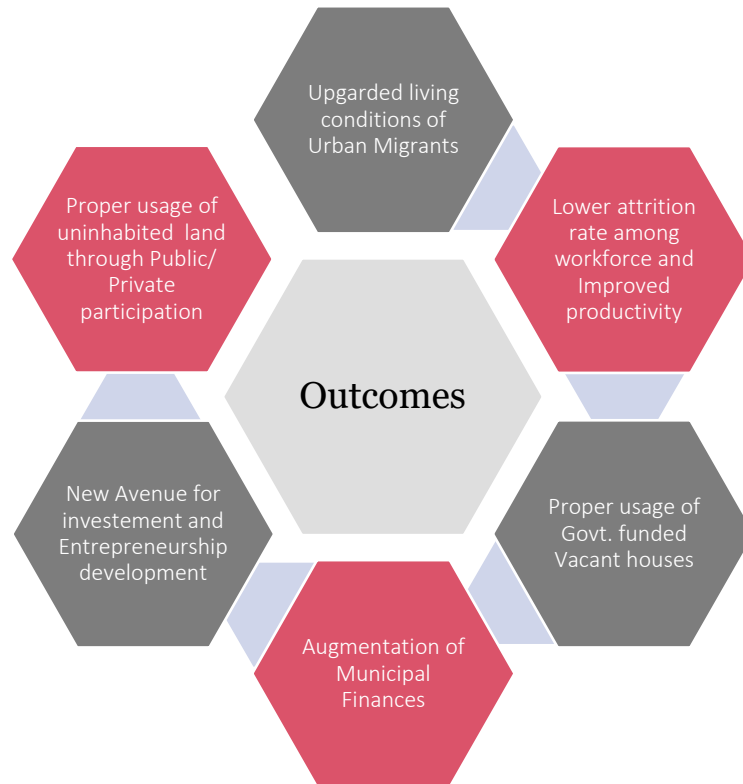 Upgarded living
conditions of
Urban Migrants
Lower attrition
rate among
workforce and
Improved
productivity
Proper usage of
Govt. funded
Vacant houses
Augmentation of
Municipal
Finances
New Avenue for
investement and
Entrepreneurship
development
Proper usage of
uninhabited land
through Public/
Private
participation
Outcomes